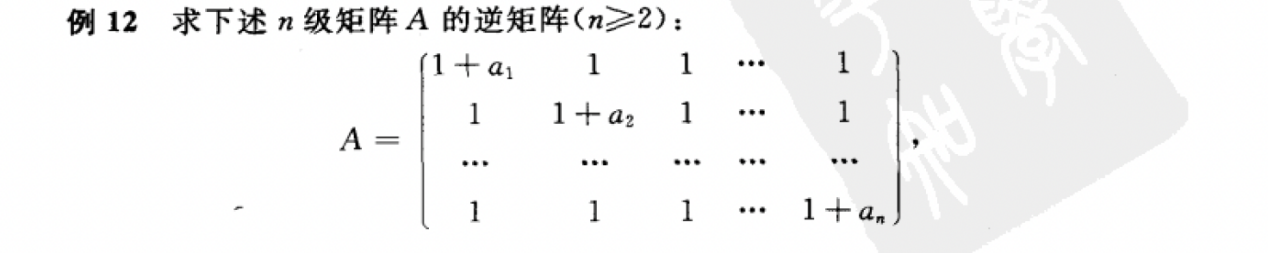 例 12 求下述 n 级矩阵 A 的逆矩阵(n≥2):
1+a₁ 1 1 ⋯ 1
1 1+a₂ 1 ⋯ 1
A = ⋯ ⋯ ⋯ ⋯ ⋯ ,
1 1 1 ⋯ 1+aₙ